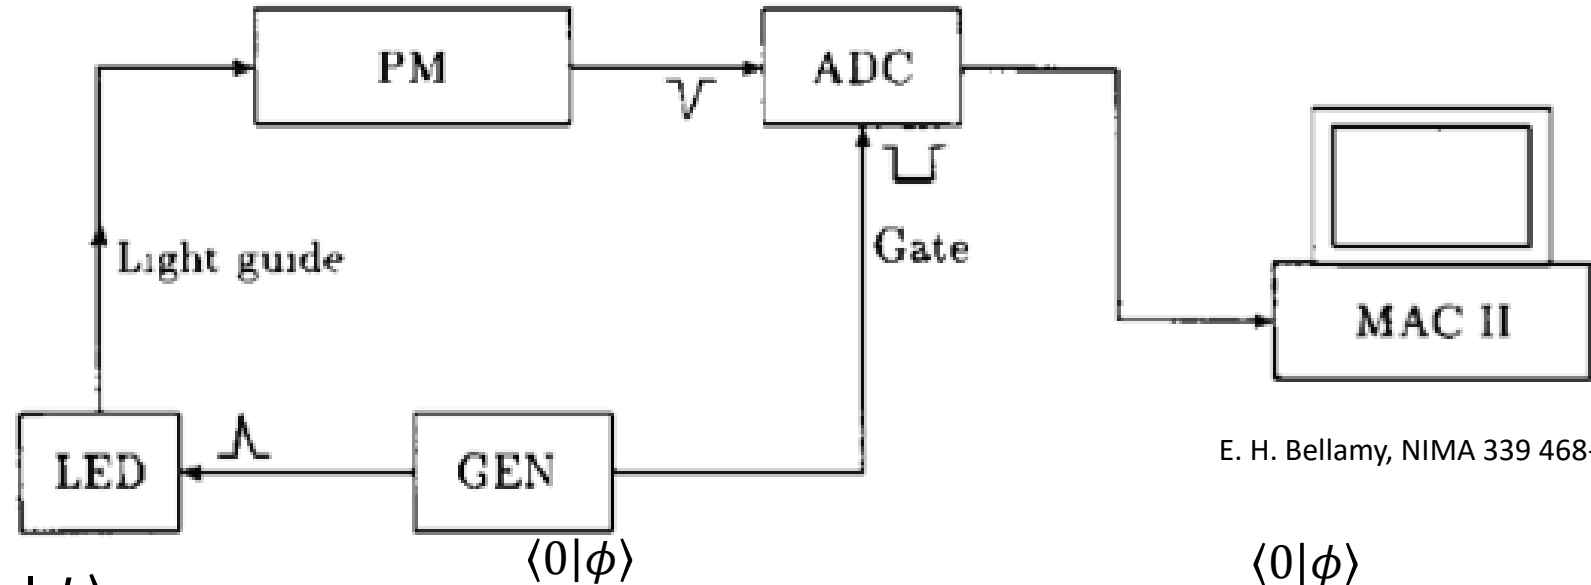 PM
ADC
Light guide
Gate
MAC II
LED
GEN
E. H. Bellamy, NIMA 339 468-
⟨0|ϕ⟩
⟨0|ϕ⟩